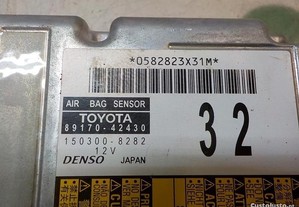 *0582823X31M*
AIR BAG SENSOR
TOYOTA
89170-42430
32
150300-8282
12V
DENSO JAPAN